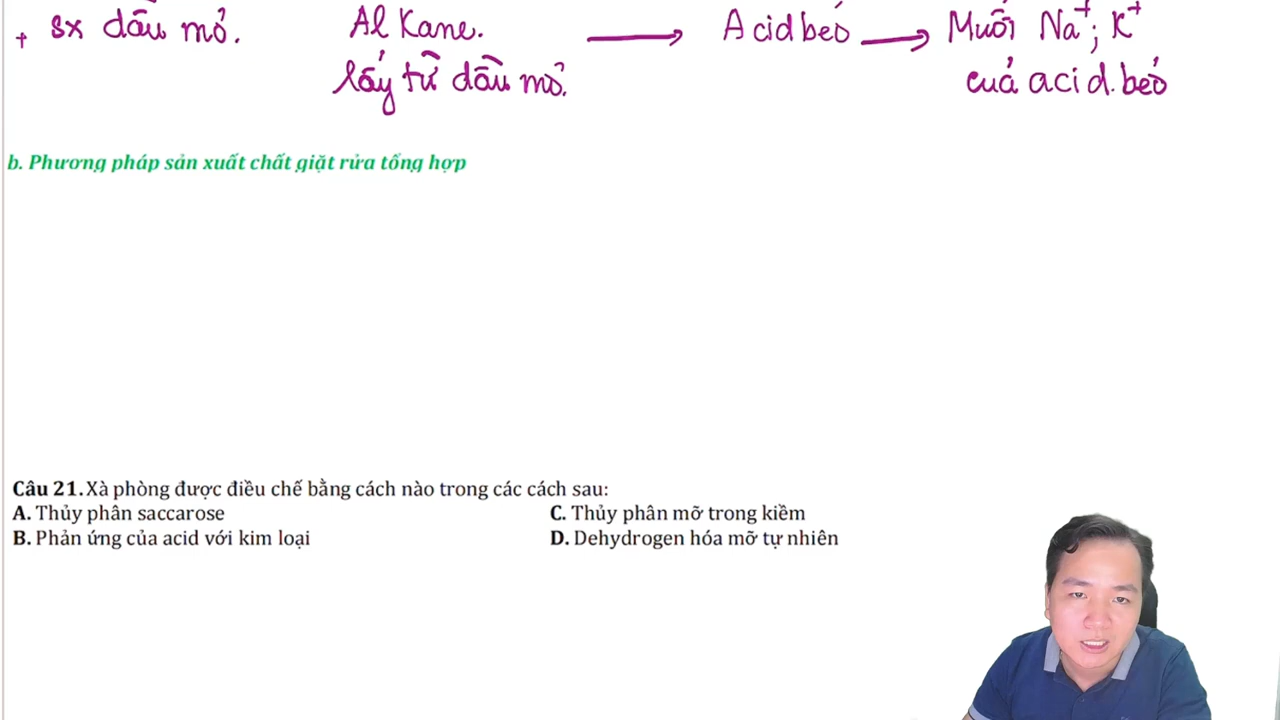 + sx dầu mỏ. Alkane. ⟶ Acid béo ⟶ Muối Na⁺; K⁺
lấy từ dầu mỏ. của acid.béo
b. Phương pháp sản xuất chất giặt rửa tổng hợp
Câu 21. Xà phòng được điều chế bằng cách nào trong các cách sau:
A. Thủy phân saccarose C. Thủy phân mỡ trong kiềm
B. Phản ứng của acid với kim loại D. Dehydrogen hóa mỡ tự nhiên